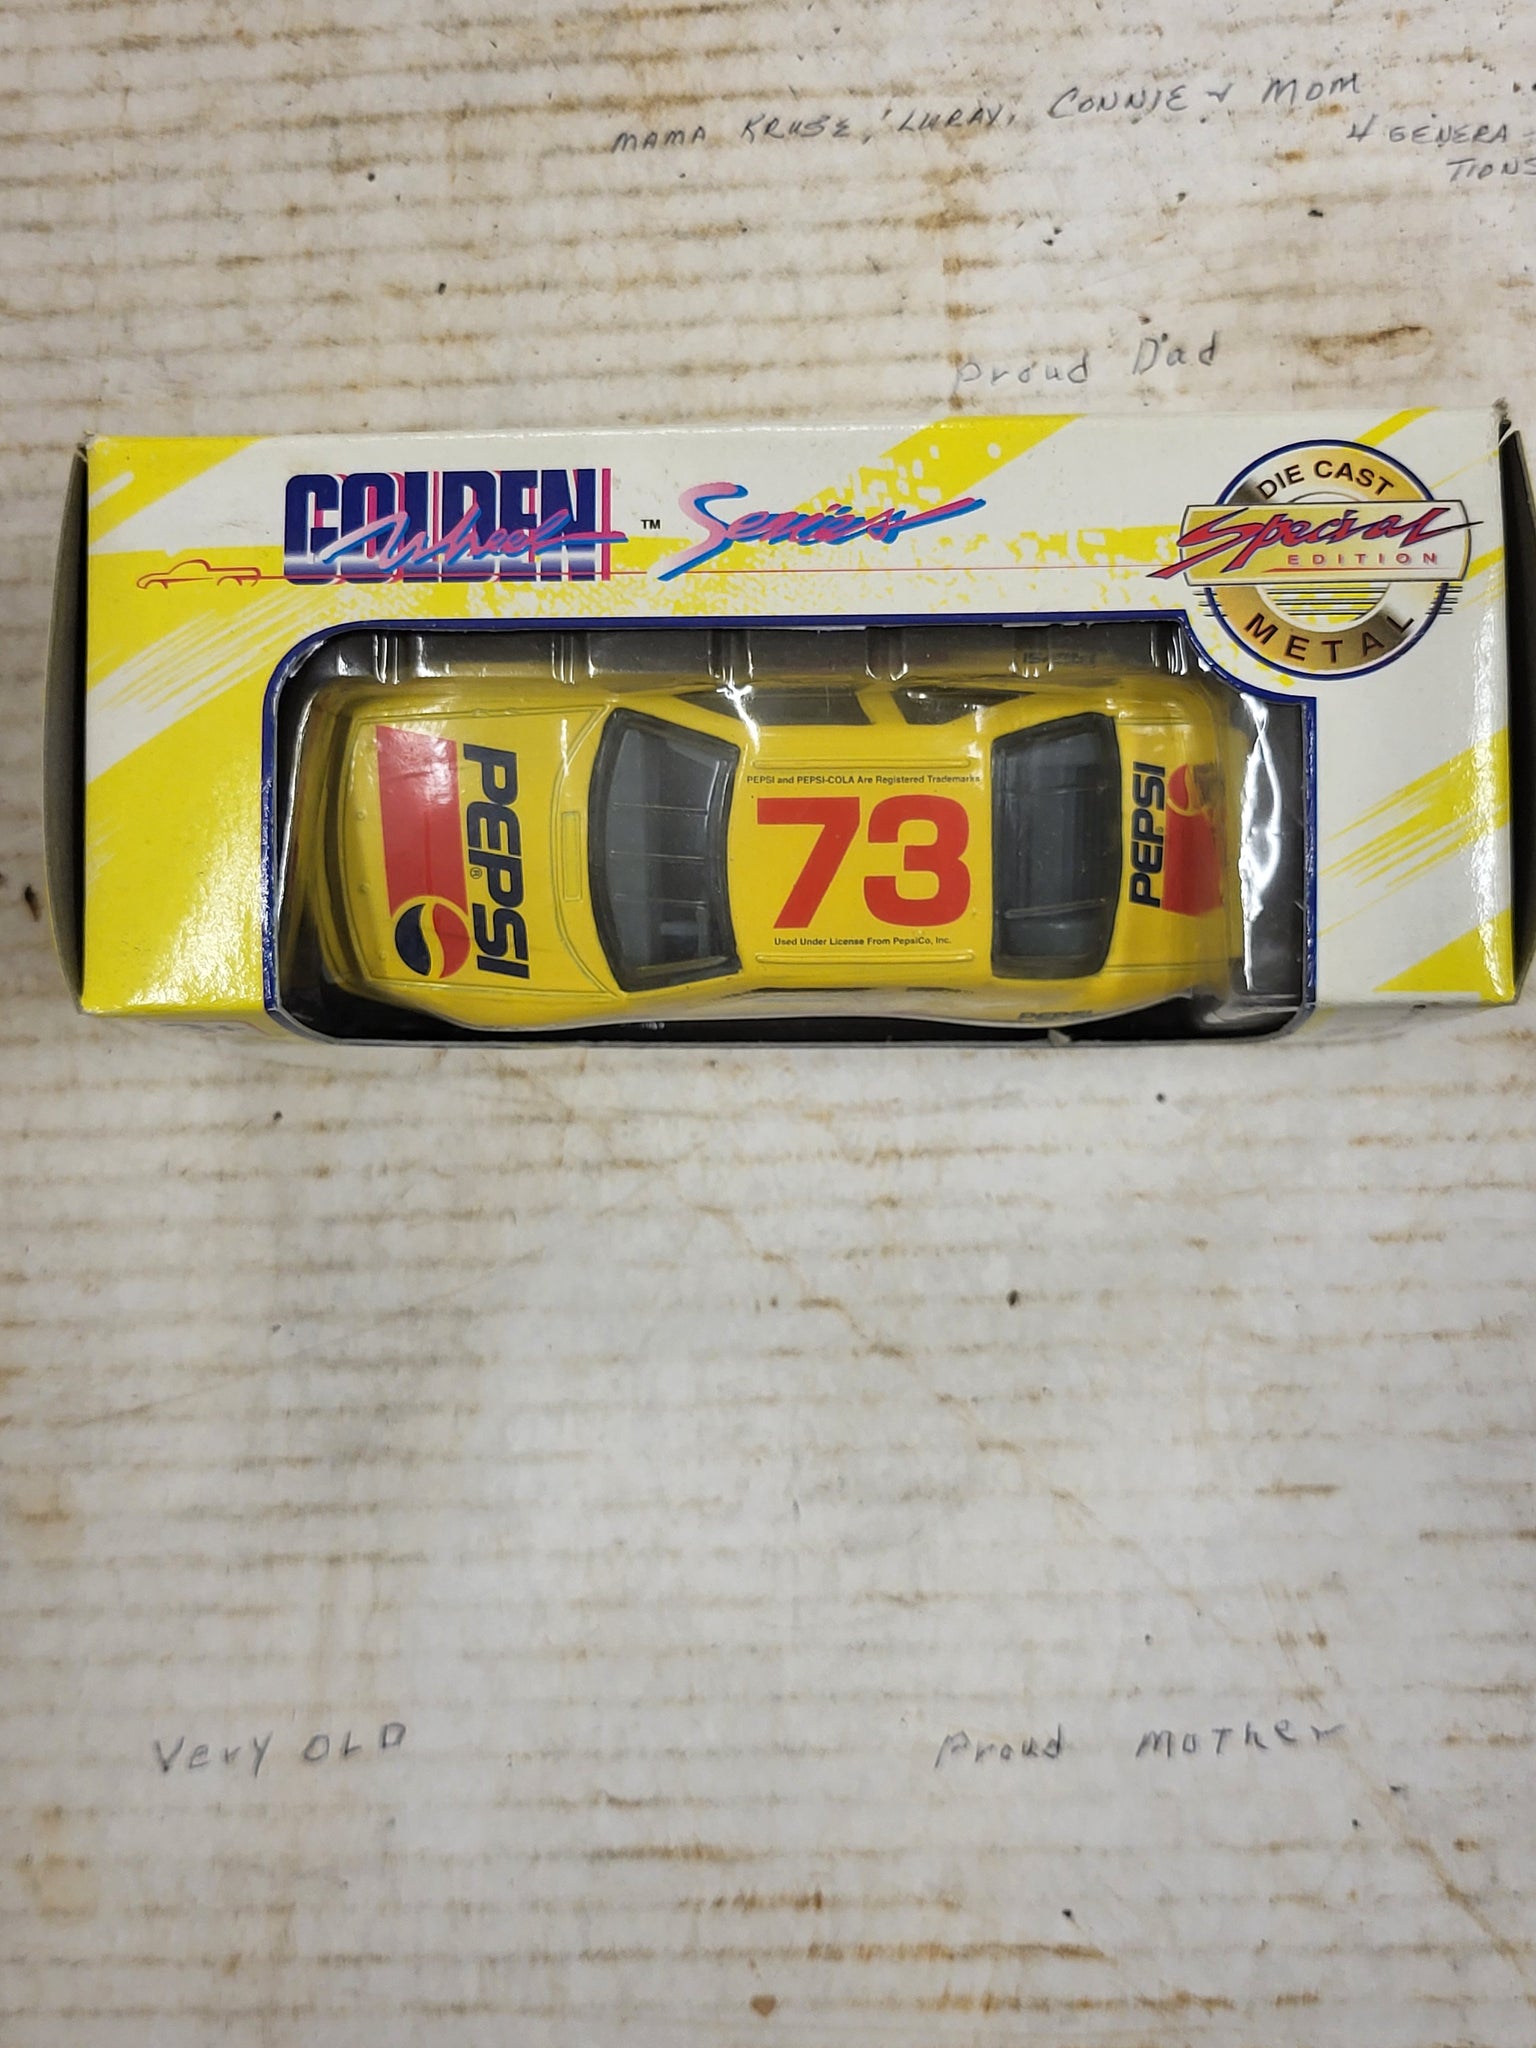 MAMA KRUSE, LURAY, CONNIE & MOM
4 GENERA-
TIONS
Proud Dad
GOLDEN
Wheel ™ Series
DIE CAST
Special
EDITION
METAL
PEPSI®
PEPSI and PEPSI-COLA Are Registered Trademarks
73
Used Under License From PepsiCo, Inc.
PEPSI
PEPSI
Very OLD
Proud MOTHER